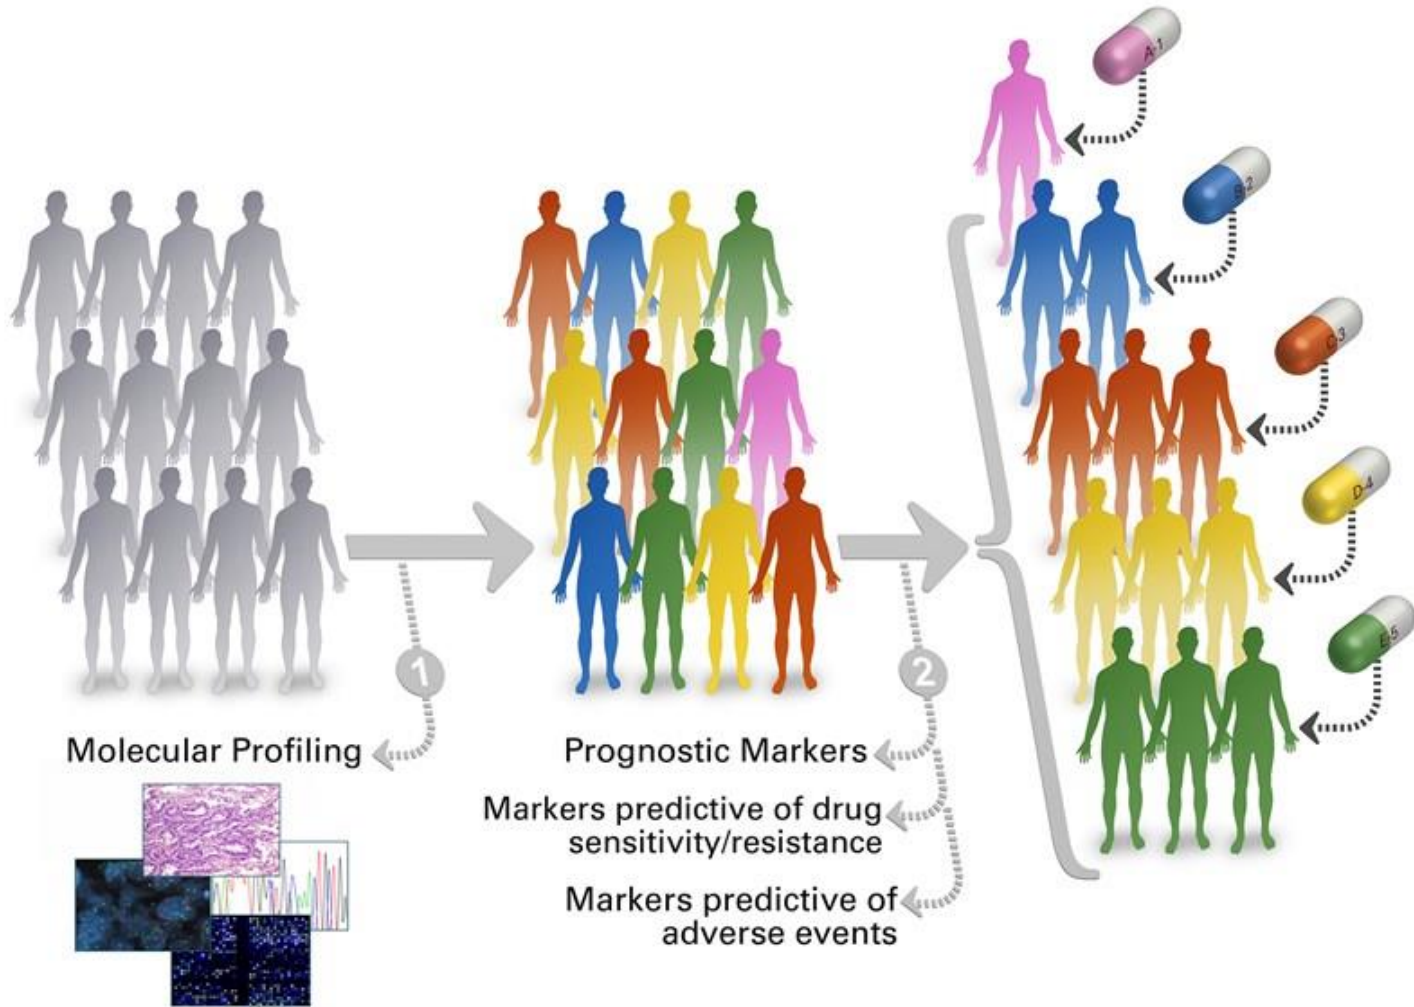 A-1
B-2
C-3
D-4
E-5
1
2
Molecular Profiling
Prognostic Markers
Markers predictive of drug
sensitivity/resistance
Markers predictive of
adverse events